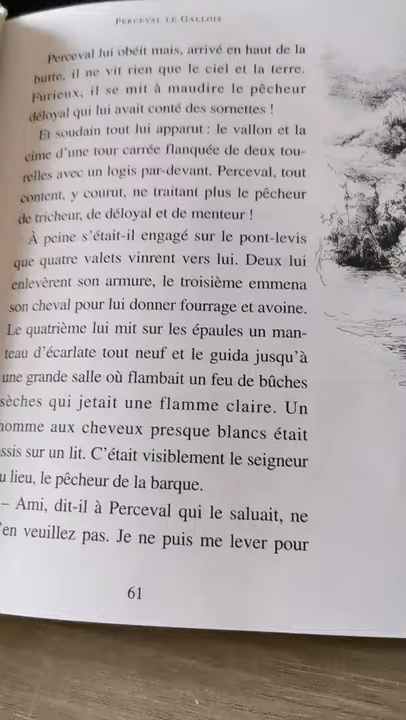 PERCEVAL LE GALLOIS
Perceval lui obéit mais, arrivé en haut de la
butte, il ne vit rien que le ciel et la terre.
Furieux, il se mit à maudire le pêcheur
déloyal qui lui avait conté des sornettes !
Et soudain tout lui apparut : le vallon et la
cime d'une tour carrée flanquée de deux tou-
relles avec un logis par-devant. Perceval, tout
content, y courut, ne traitant plus le pêcheur
de tricheur, de déloyal et de menteur !
À peine s'était-il engagé sur le pont-levis
que quatre valets vinrent vers lui. Deux lui
enlevèrent son armure, le troisième emmena
son cheval pour lui donner fourrage et avoine.
Le quatrième lui mit sur les épaules un man-
teau d'écarlate tout neuf et le guida jusqu'à
une grande salle où flambait un feu de bûches
sèches qui jetait une flamme claire. Un
homme aux cheveux presque blancs était
ssis sur un lit. C'était visiblement le seigneur
u lieu, le pêcheur de la barque.
– Ami, dit-il à Perceval qui le saluait, ne
'en veuillez pas. Je ne puis me lever pour
61